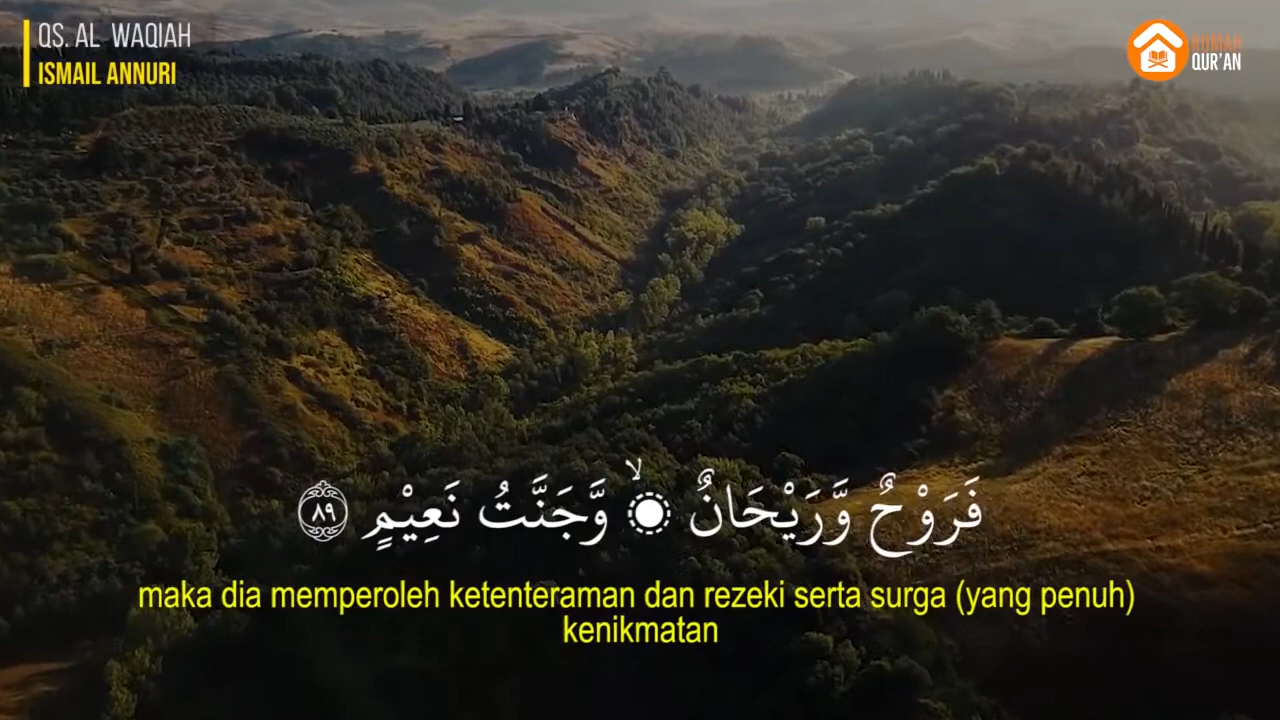 QS. AL WAQIAH
ISMAIL ANNURI
RUMAH
QUR'AN
فَرَوْحٌ وَّرَيْحَانٌ ۙ وَّجَنَّتُ نَعِيْمٍ ٨٩
maka dia memperoleh ketenteraman dan rezeki serta surga (yang penuh)
kenikmatan